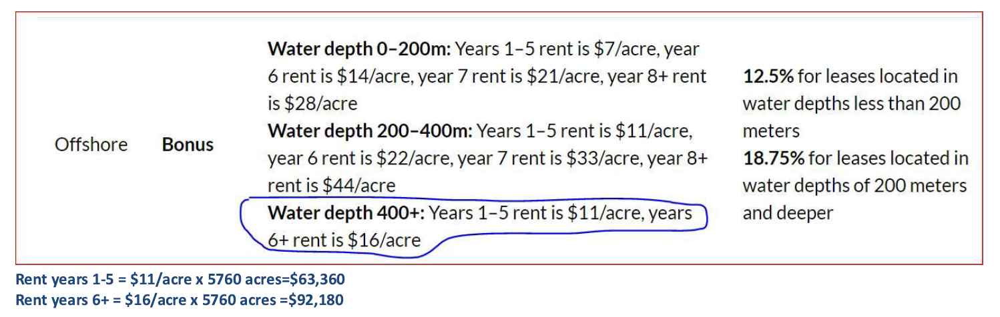 Water depth 0–200m: Years 1–5 rent is $7/acre, year
6 rent is $14/acre, year 7 rent is $21/acre, year 8+ rent
is $28/acre
Water depth 200–400m: Years 1–5 rent is $11/acre,
year 6 rent is $22/acre, year 7 rent is $33/acre, year 8+
rent is $44/acre
Water depth 400+: Years 1–5 rent is $11/acre, years
6+ rent is $16/acre
Offshore
Bonus
12.5% for leases located in
water depths less than 200
meters
18.75% for leases located in
water depths of 200 meters
and deeper
Rent years 1-5 = $11/acre x 5760 acres=$63,360
Rent years 6+ = $16/acre x 5760 acres =$92,180